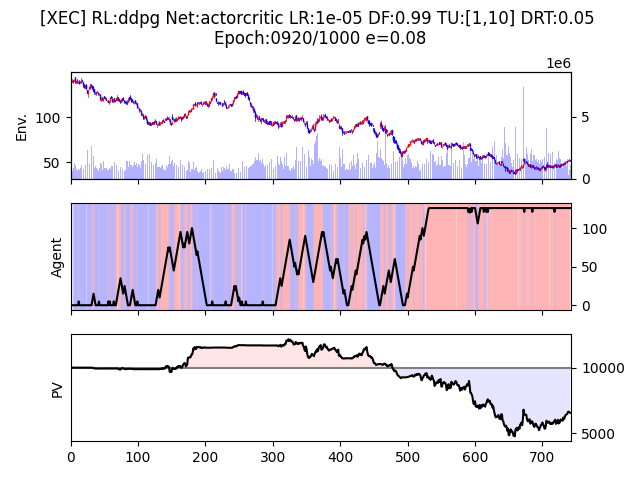 [XEC] RL:ddpg Net:actorcritic LR:1e-05 DF:0.99 TU:[1,10] DRT:0.05
Epoch:0920/1000 e=0.08
1e6
Env.
100
50
5
0
Agent
100
50
0
PV
10000
5000
0 100 200 300 400 500 600 700